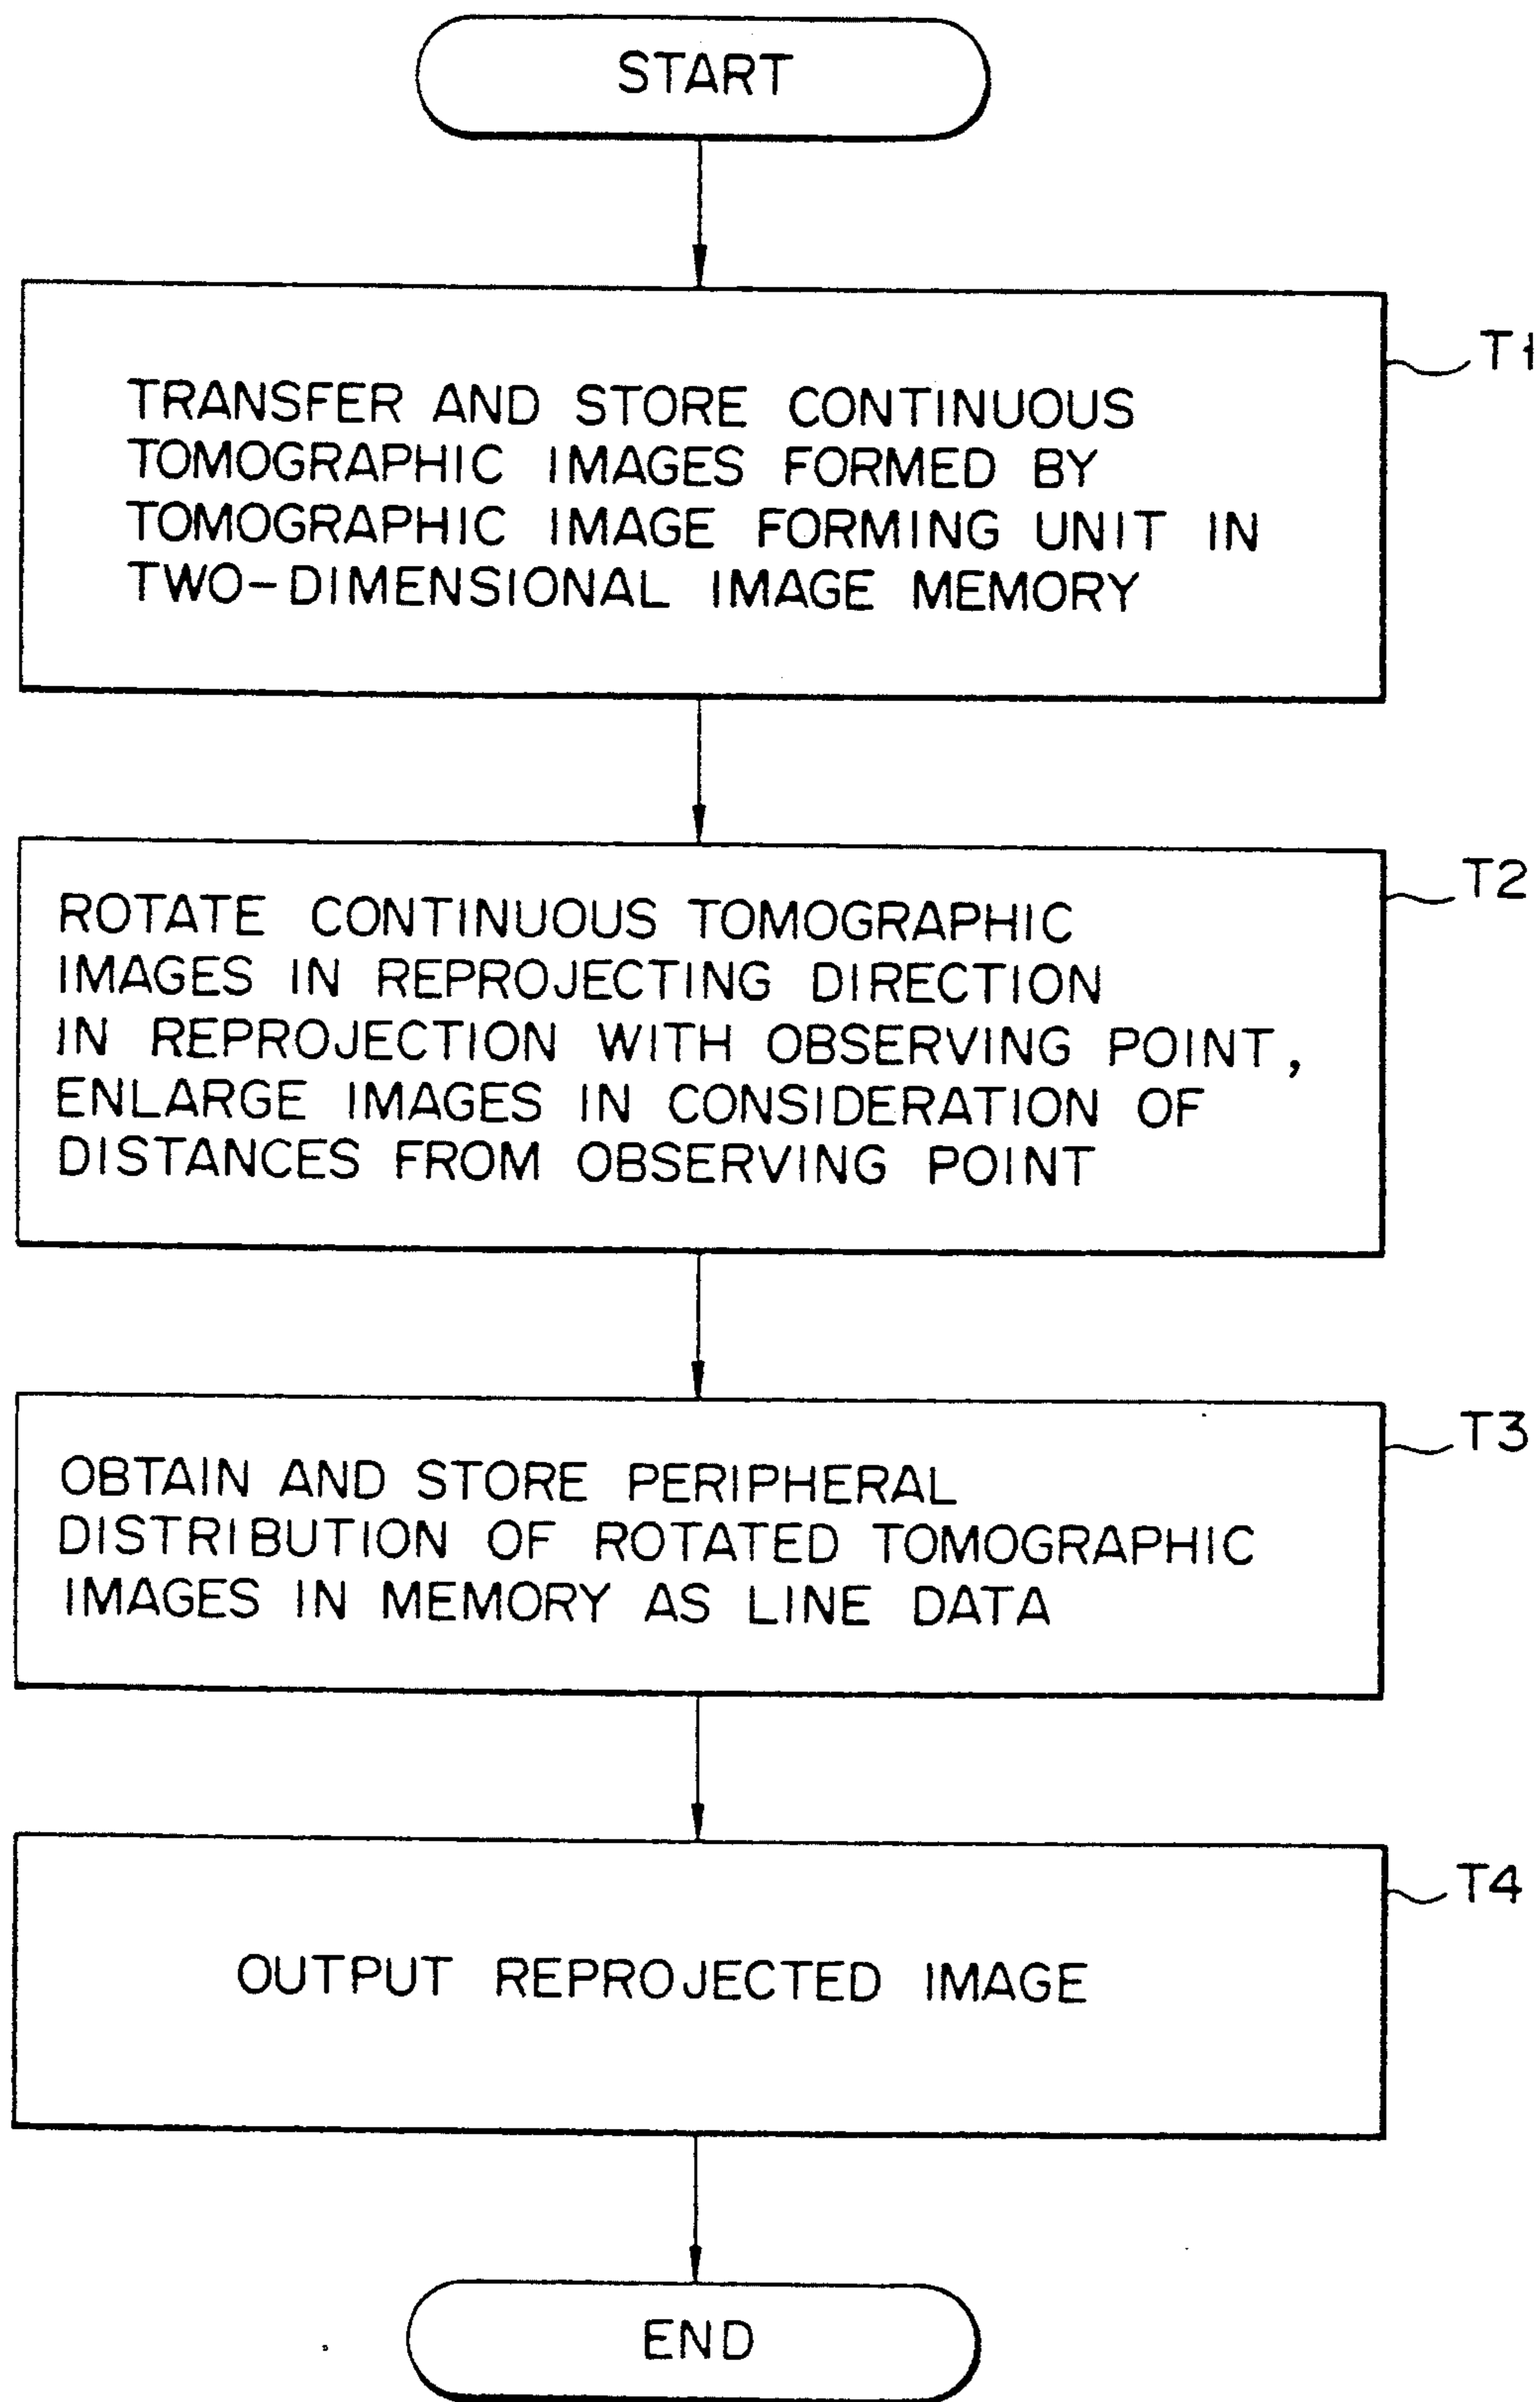 START
T1
TRANSFER AND STORE CONTINUOUS
TOMOGRAPHIC IMAGES FORMED BY
TOMOGRAPHIC IMAGE FORMING UNIT IN
TWO-DIMENSIONAL IMAGE MEMORY
T2
ROTATE CONTINUOUS TOMOGRAPHIC
IMAGES IN REPROJECTING DIRECTION
IN REPROJECTION WITH OBSERVING POINT,
ENLARGE IMAGES IN CONSIDERATION OF
DISTANCES FROM OBSERVING POINT
T3
OBTAIN AND STORE PERIPHERAL
DISTRIBUTION OF ROTATED TOMOGRAPHIC
IMAGES IN MEMORY AS LINE DATA
T4
OUTPUT REPROJECTED IMAGE
END